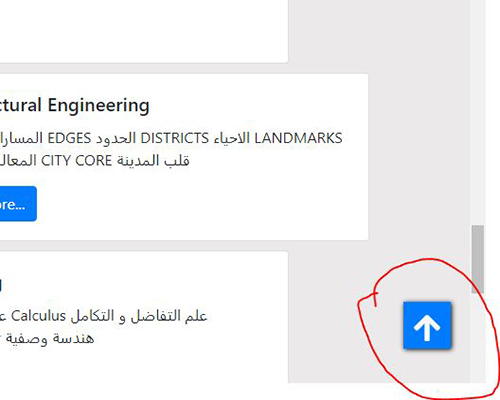 ctural Engineering
LANDMARKS الاحياء DISTRICTS الحدود EDGES المسارا
قلب المدينة CITY CORE المعال
ore...
علم التفاضل و التكامل Calculus ع
هندسة وصفية